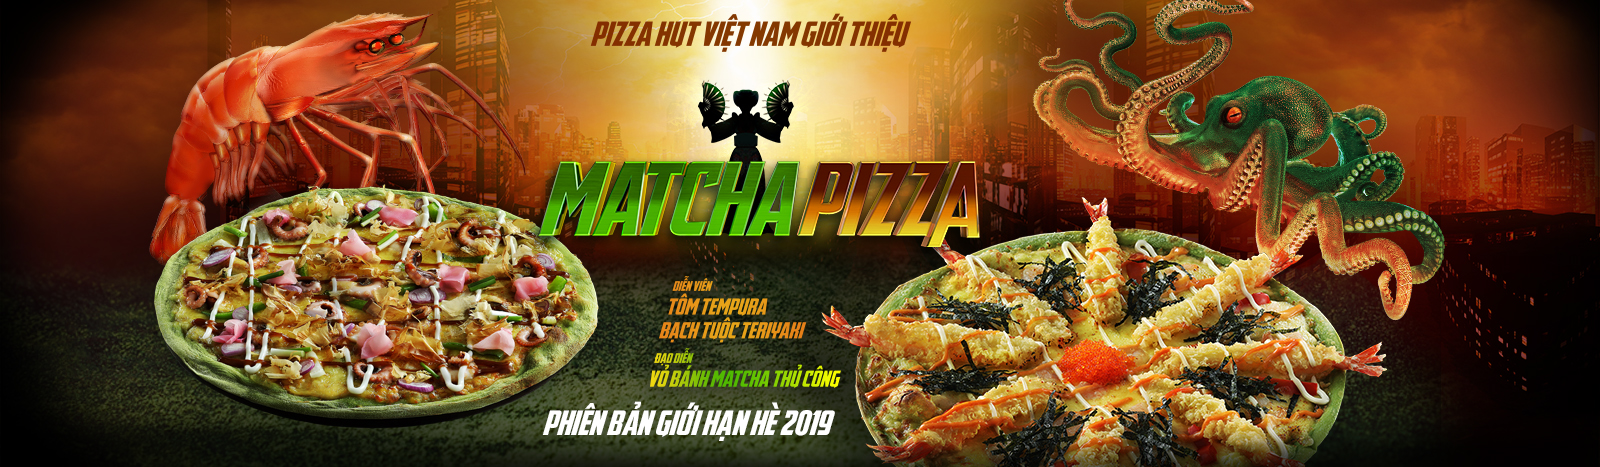 PIZZA HUT VIỆT NAM GIỚI THIỆU
MATCHA PIZZA
DIỄN VIÊN
TÔM TEMPURA
BẠCH TUỘC TERIYAKI
ĐẠO DIỄN
VỎ BÁNH MATCHA THỦ CÔNG
PHIÊN BẢN GIỚI HẠN HÈ 2019